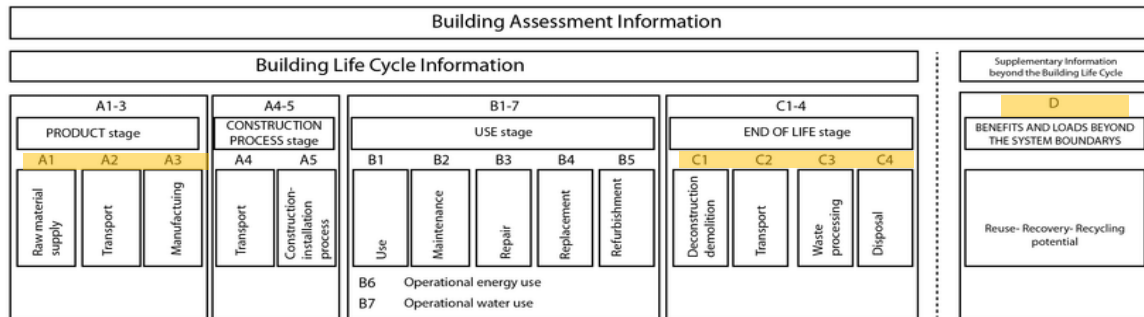 Building Assessment Information
Building Life Cycle Information
Supplementary Information
beyond the Building Life Cycle
A1-3
A4-5
B1-7
C1-4
D
PRODUCT stage
CONSTRUCTION
PROCESS stage
USE stage
END OF LIFE stage
BENEFITS AND LOADS BEYOND
THE SYSTEM BOUNDARYS
A1
A2
A3
A4
A5
B1
B2
B3
B4
B5
C1
C2
C3
C4
Raw material
supply
Transport
Manufactuing
Transport
Construction-
installation
process
Use
Maintenance
Repair
Replacement
Refurbishment
Deconstruction
demolition
Transport
Waste
processing
Disposal
Reuse- Recovery- Recycling
potential
B6 Operational energy use
B7 Operational water use